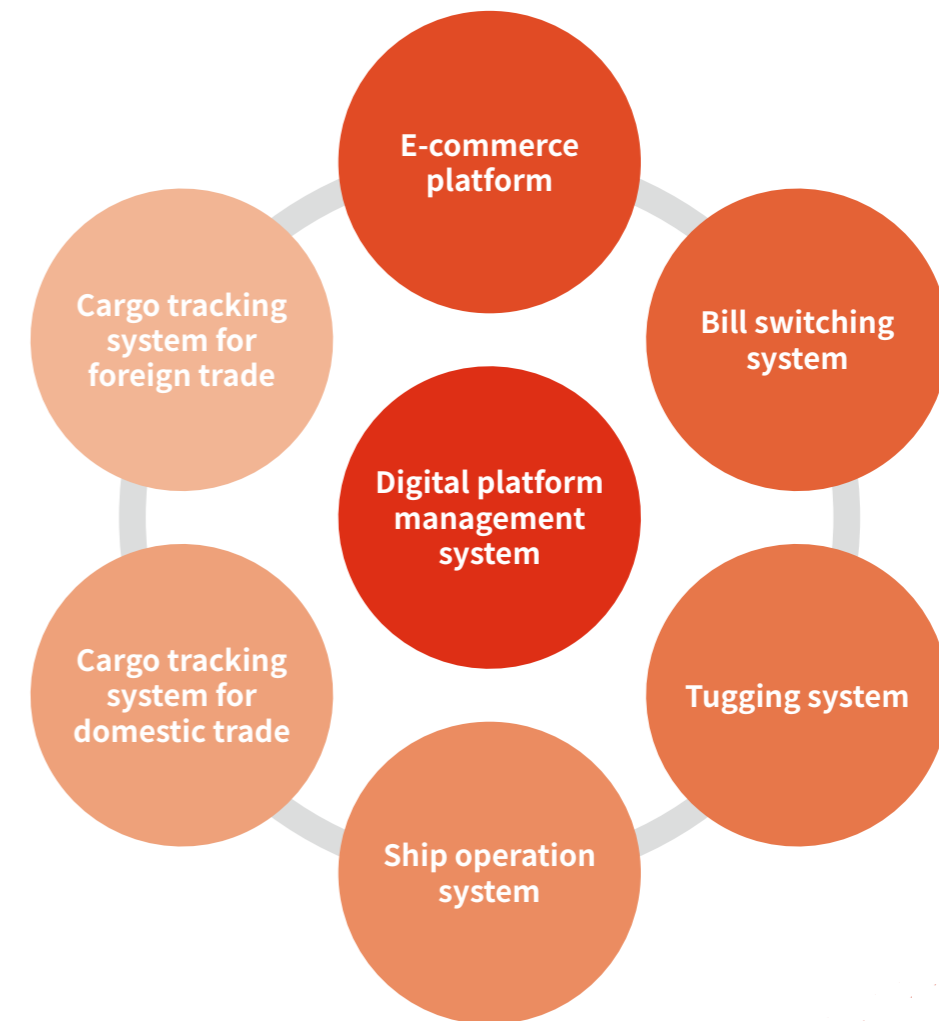 E-commerce
platform
Bill switching
system
Tugging system
Ship operation
system
Cargo tracking
system for
domestic trade
Cargo tracking
system for
foreign trade
Digital platform
management
system